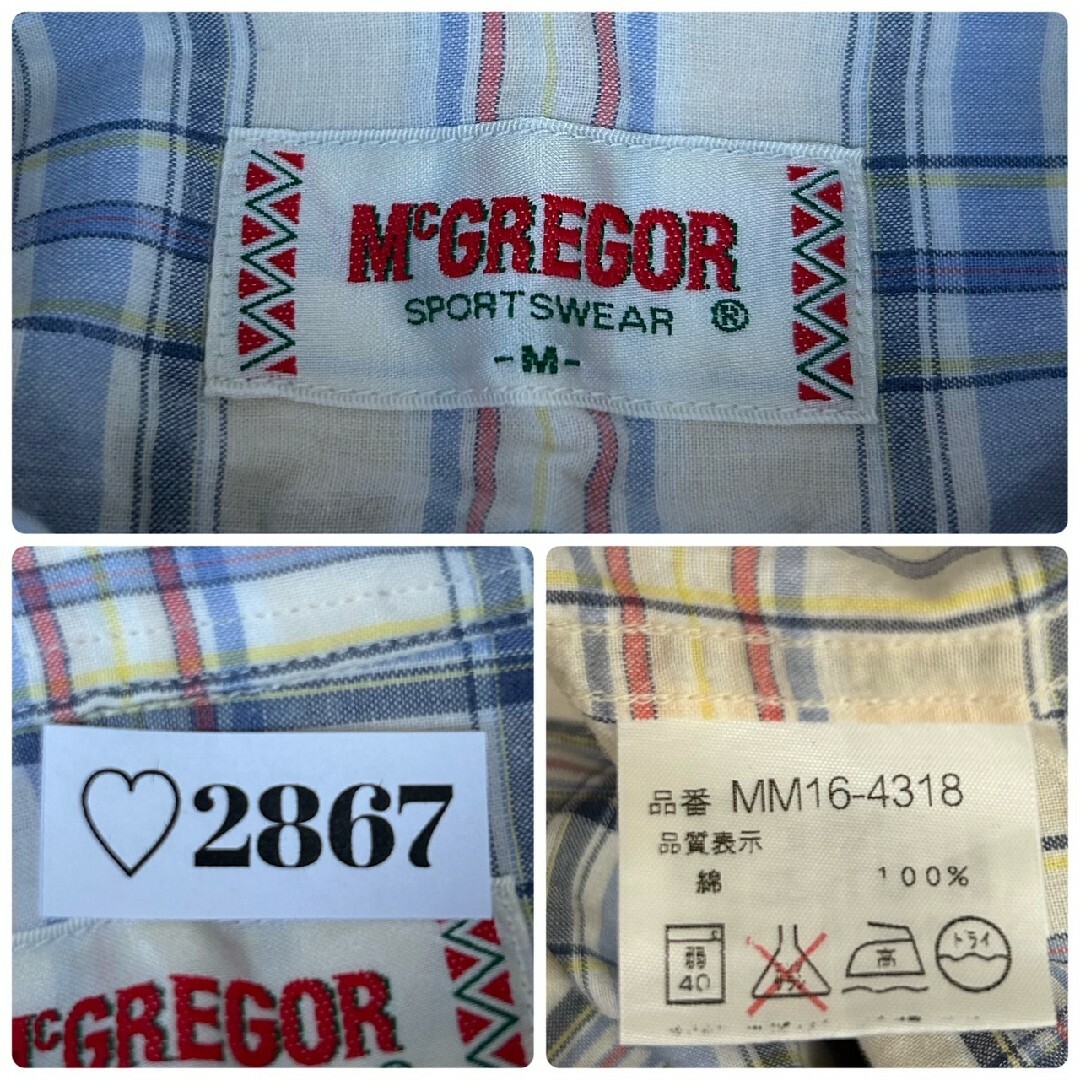 McGREGOR
SPORTSWEAR ®
-M-
♡2867
McGREGOR
品番 MM16-4318
品質表示
綿 100%
弱
40
高
ドライ